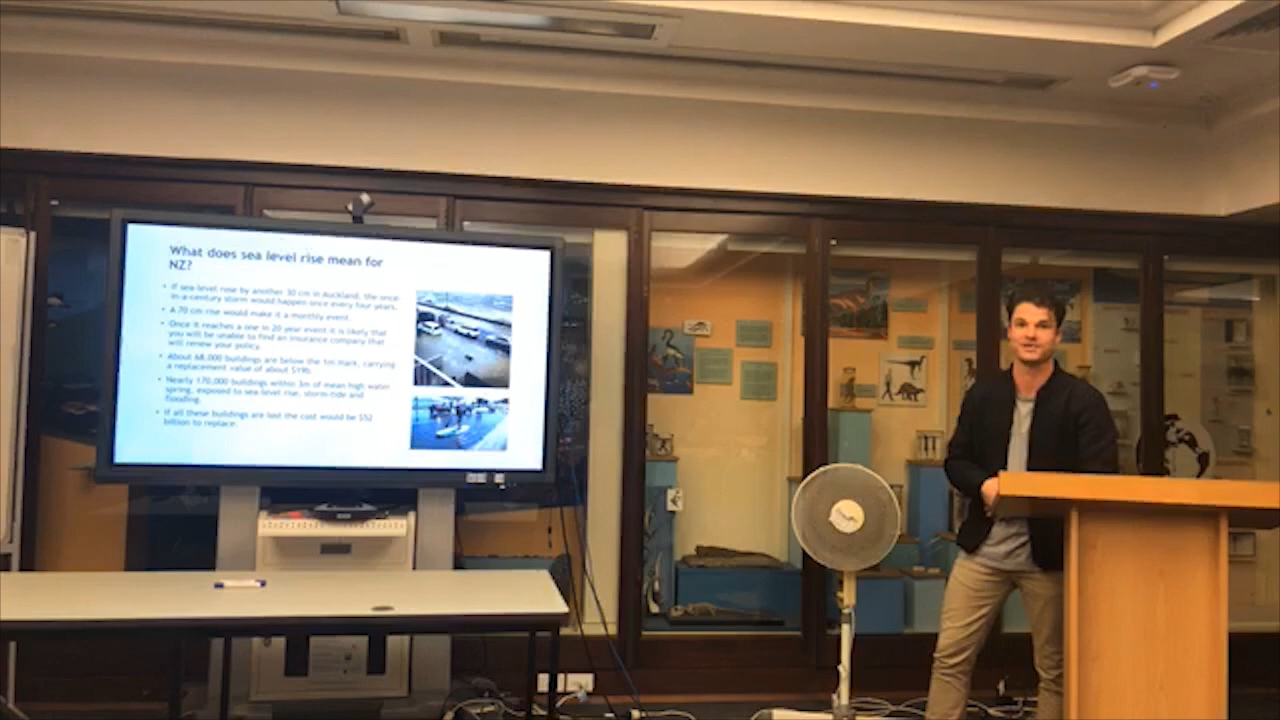 What does sea level rise mean for
NZ?
• If sea-level rose by another 30 cm in Auckland, the once-
in-a-century storm would happen once every four years.
• A 70 cm rise would make it a monthly event.
• Once it reaches a one in 20 year event it is likely that
you will be unable to find an insurance company that
will renew your policy.
• About 68,000 buildings are below the 1m mark, carrying
a replacement value of about $19b.
• Nearly 170,000 buildings within 3m of mean high water
spring, exposed to sea-level rise, storm-tide and
flooding.
• If all these buildings are lost the cost would be $52
billion to replace.